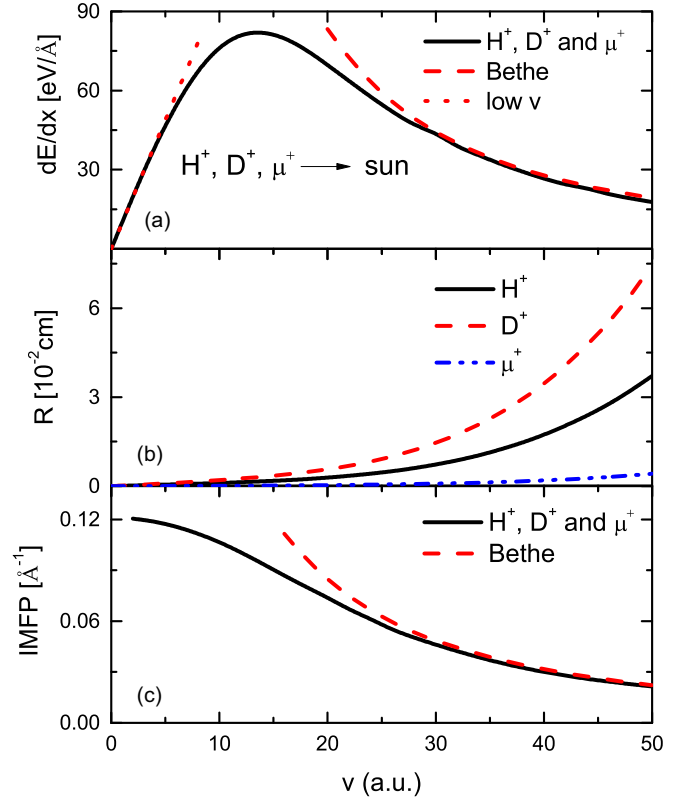 90
60
30
dE/dx [eV/Å]
H⁺, D⁺ and μ⁺
Bethe
low v
H⁺, D⁺, μ⁺ → sun
(a)
6
3
0
R [10⁻²cm]
H⁺
D⁺
μ⁺
(b)
0.12
0.06
0.00
IMFP [Å⁻¹]
H⁺, D⁺ and μ⁺
Bethe
(c)
0 10 20 30 40 50
v (a.u.)